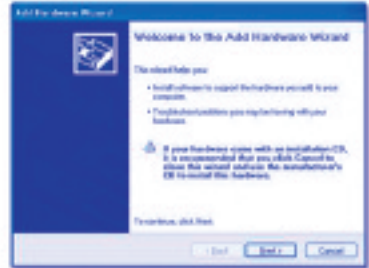 Add Hardware Wizard
Welcome to the Add Hardware Wizard
This wizard helps you:
• Install software to support the hardware you add to your
computer.
• Troubleshoot problems you may be having with your
hardware.
If your hardware came with an installation CD,
it is recommended that you click Cancel to
close this wizard and use the manufacturer's
CD to install this hardware.
To continue, click Next.
< Back
Next >
Cancel